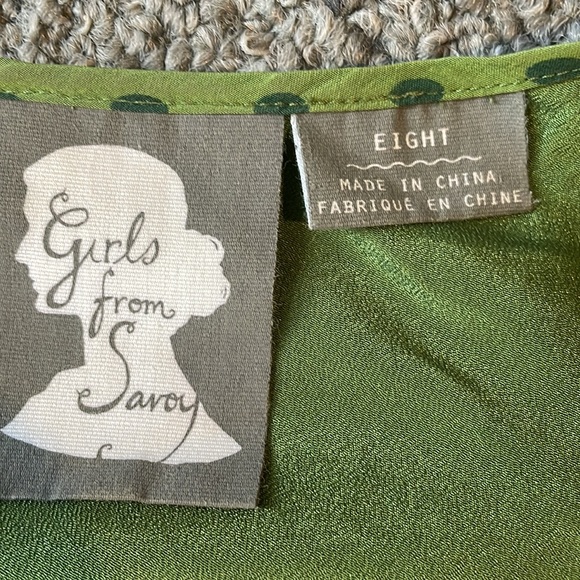 Girls
from
Savoy
EIGHT
MADE IN CHINA
FABRIQUE EN CHINE